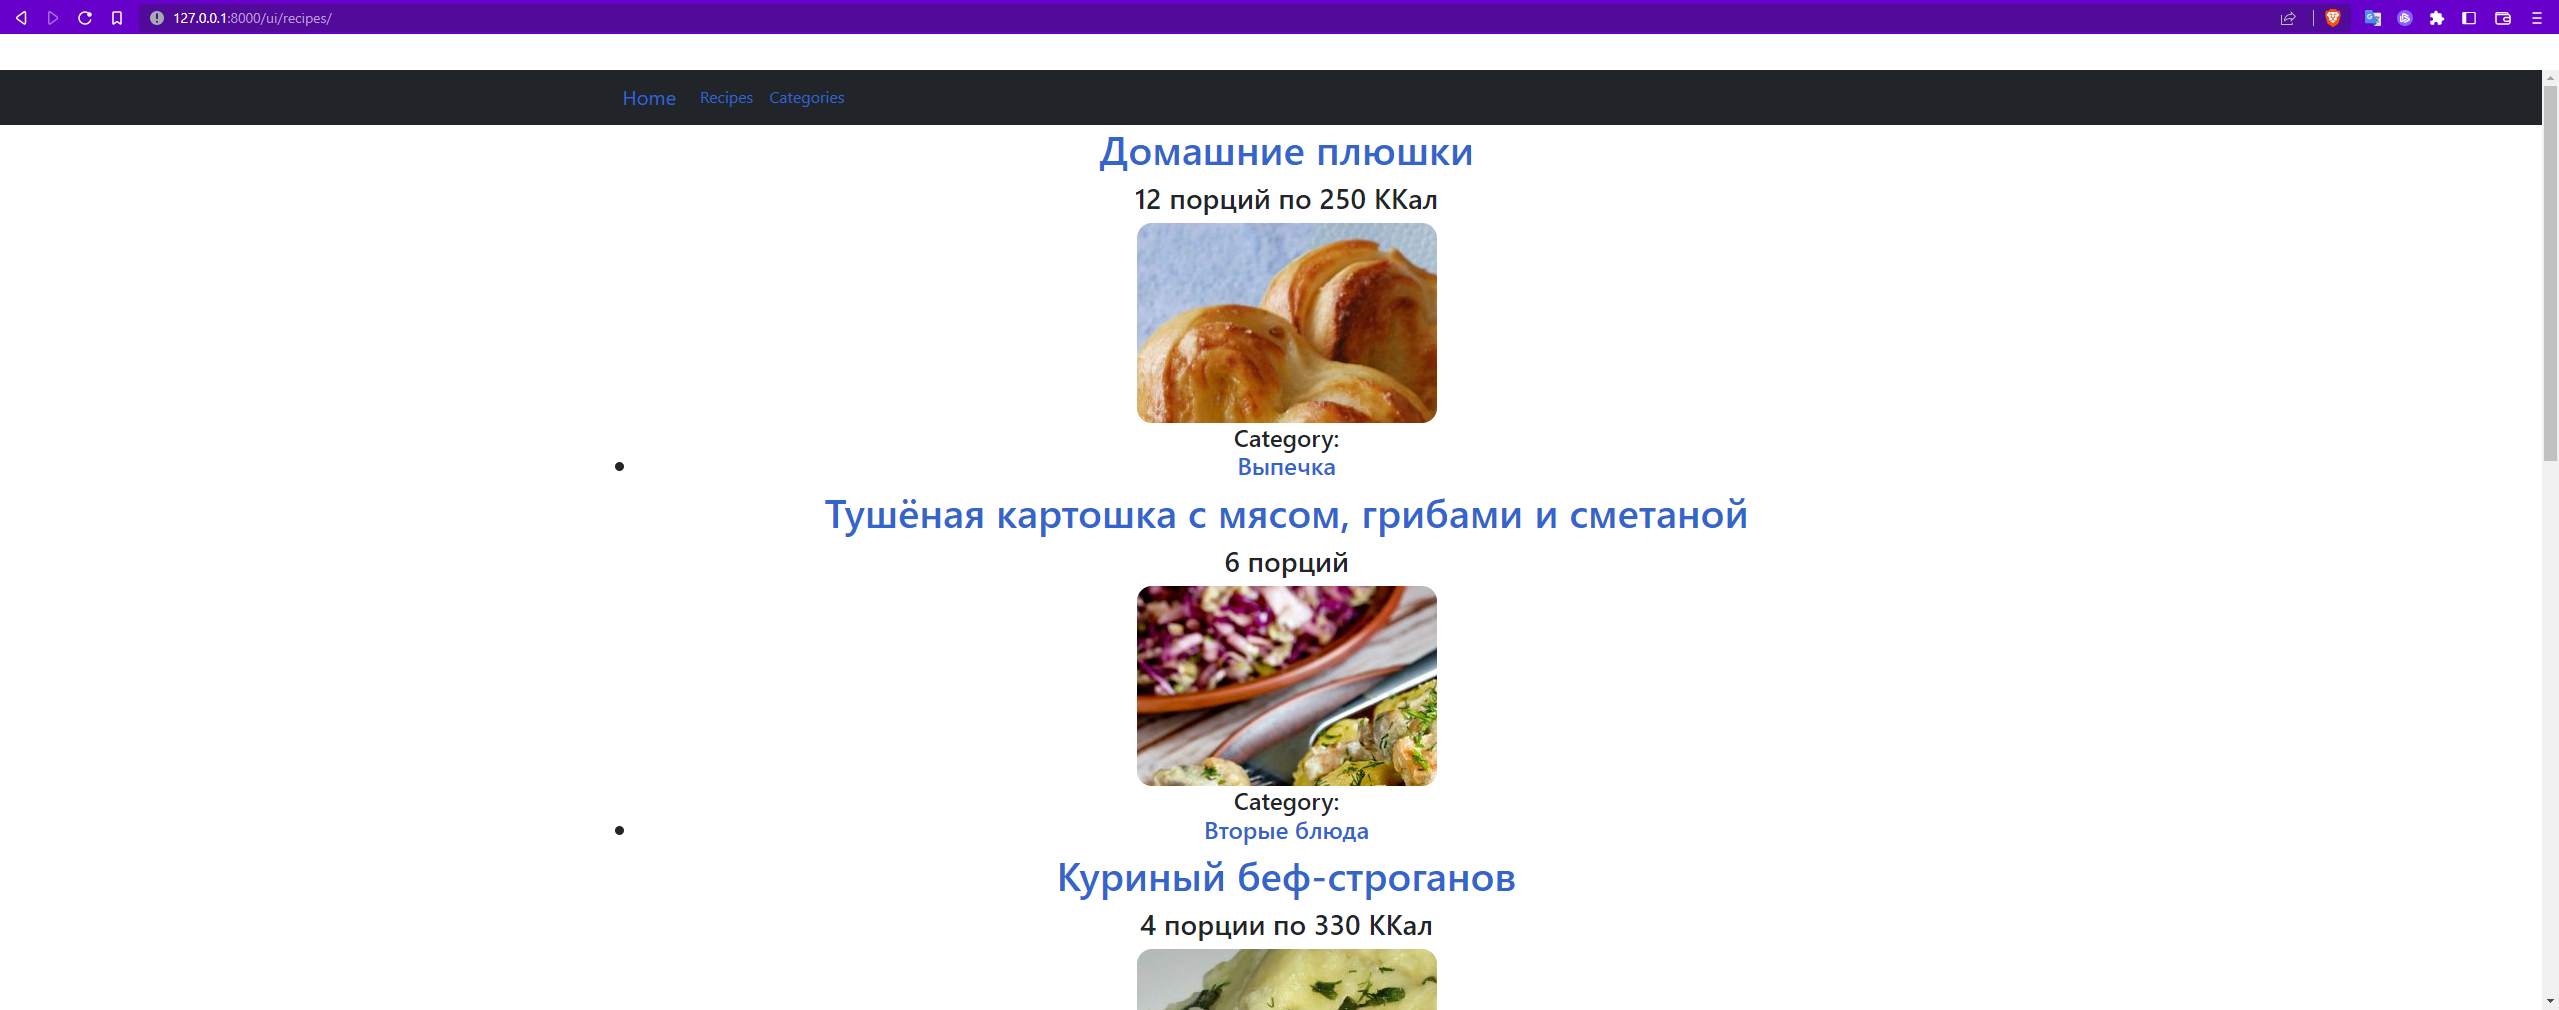 127.0.0.1:8000/ui/recipes/
Home Recipes Categories
Домашние плюшки
12 порций по 250 ККал
Category:
Выпечка
Тушёная картошка с мясом, грибами и сметаной
6 порций
Category:
Вторые блюда
Куриный беф-строганов
4 порции по 330 ККал